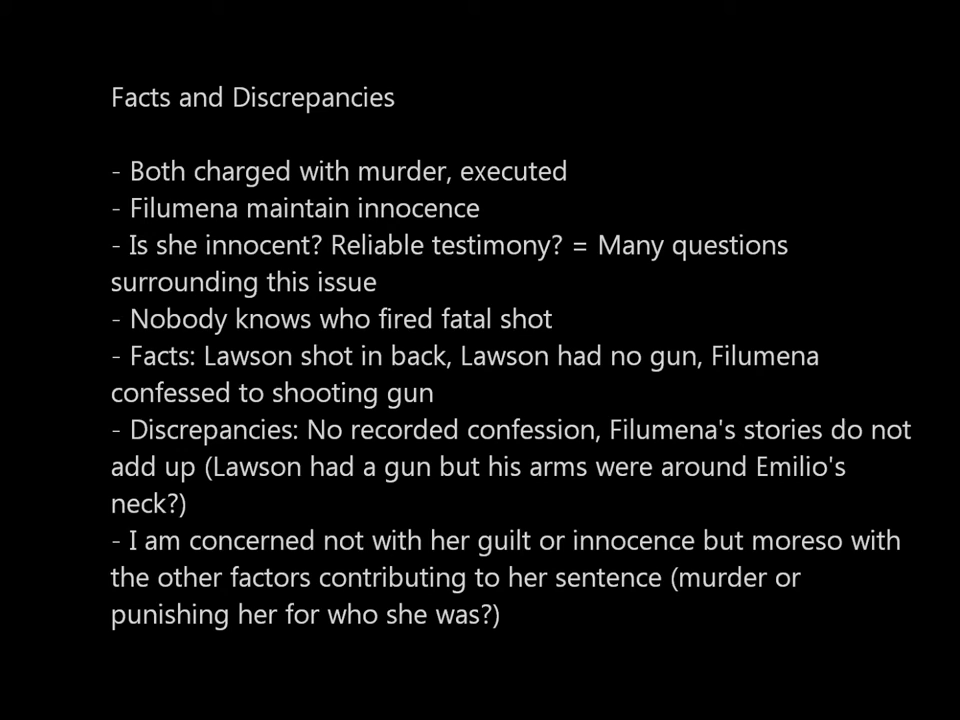 Facts and Discrepancies
- Both charged with murder, executed
- Filumena maintain innocence
- Is she innocent? Reliable testimony? = Many questions
surrounding this issue
- Nobody knows who fired fatal shot
- Facts: Lawson shot in back, Lawson had no gun, Filumena
confessed to shooting gun
- Discrepancies: No recorded confession, Filumena's stories do not
add up (Lawson had a gun but his arms were around Emilio's
neck?)
- I am concerned not with her guilt or innocence but moreso with
the other factors contributing to her sentence (murder or
punishing her for who she was?)